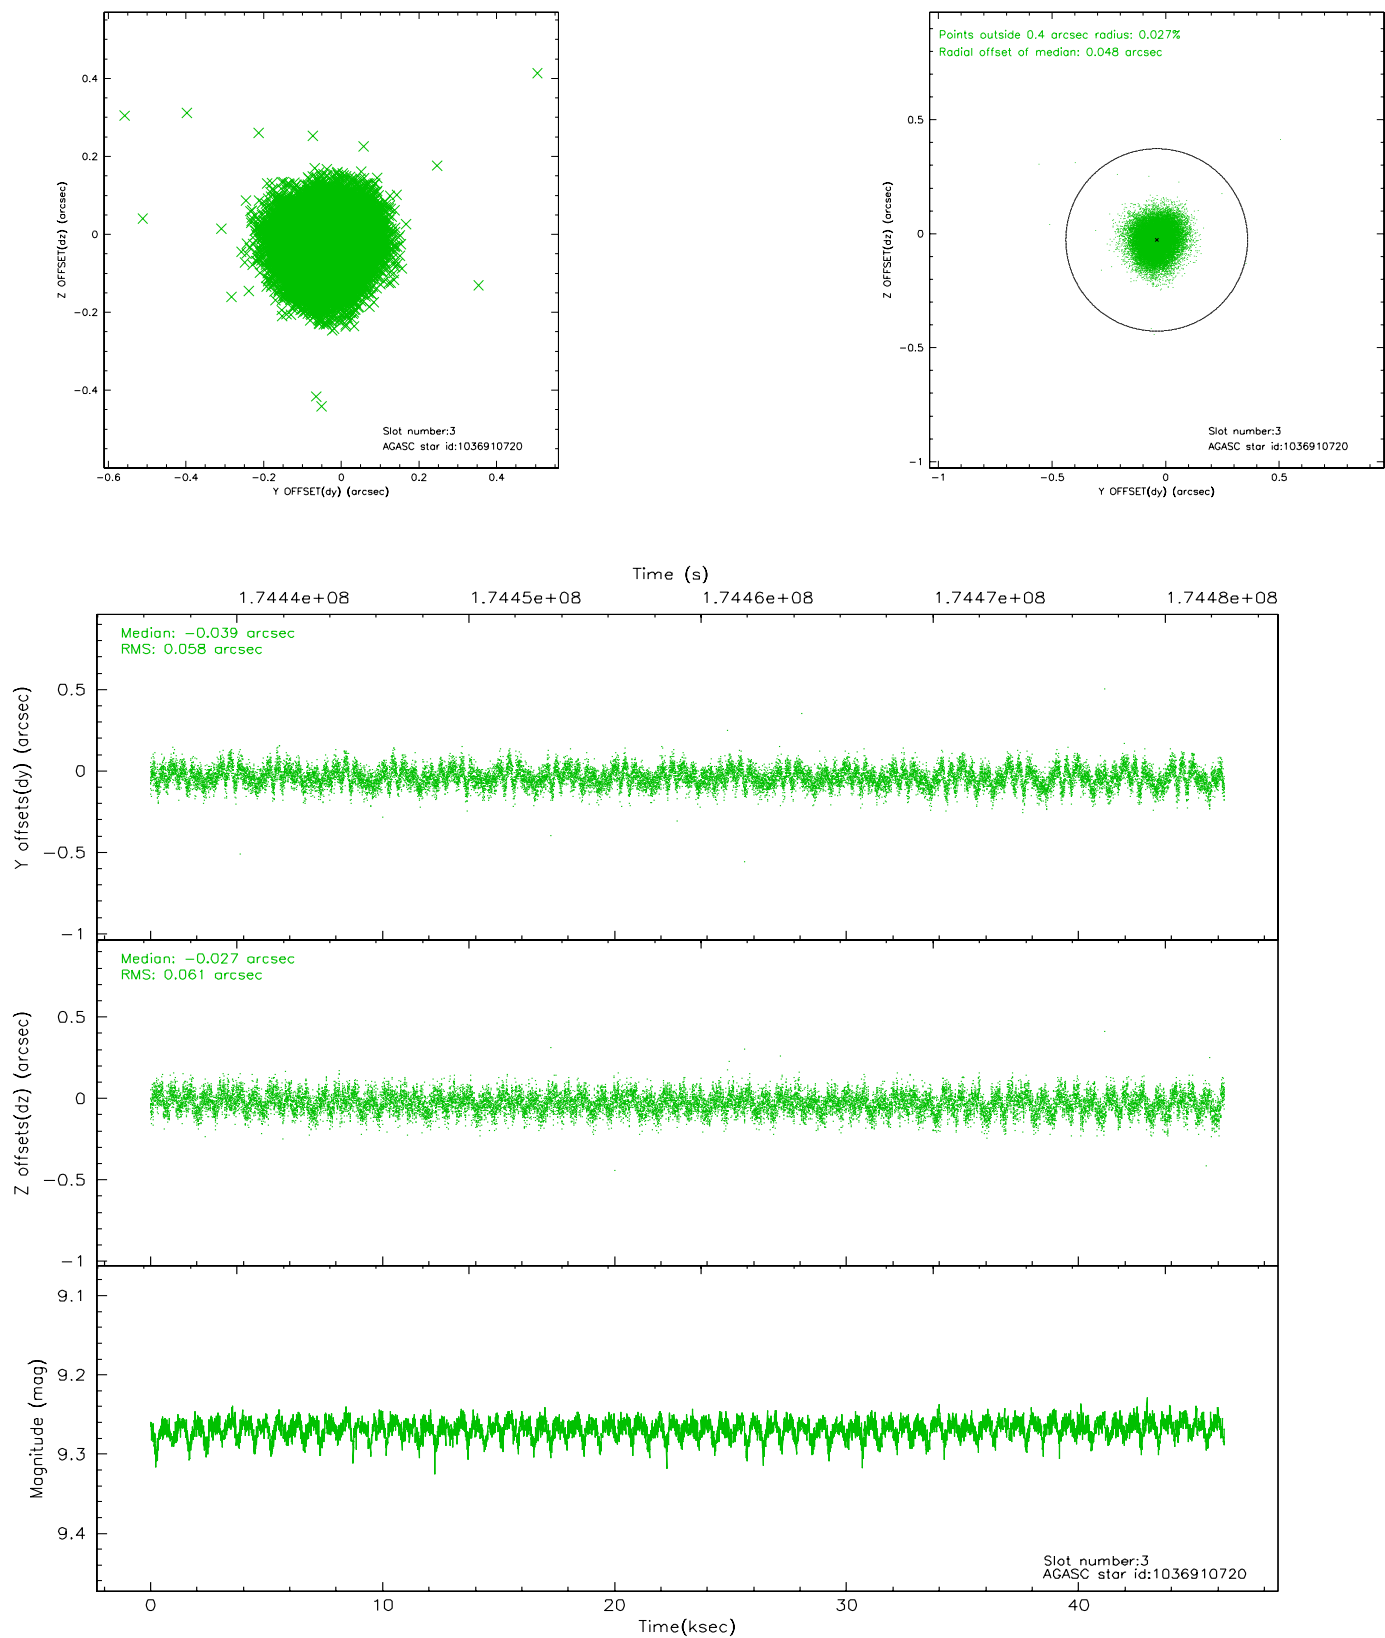 0.4
0.2
0
−0.2
−0.4
Z OFFSET(dz) (arcsec)
Slot number:3
AGASC star id:1036910720
−0.6
−0.4
−0.2
0
0.2
0.4
Y OFFSET(dy) (arcsec)
Points outside 0.4 arcsec radius: 0.027%
Radial offset of median: 0.048 arcsec
0.5
0
−0.5
−1
Z OFFSET(dz) (arcsec)
Slot number:3
AGASC star id:1036910720
−1
−0.5
0
0.5
Y OFFSET(dy) (arcsec)
Time (s)
1.7444e+08
1.7445e+08
1.7446e+08
1.7447e+08
1.7448e+08
Median: −0.039 arcsec
RMS: 0.058 arcsec
0.5
0
−0.5
−1
Y offsets(dy) (arcsec)
Median: −0.027 arcsec
RMS: 0.061 arcsec
0.5
0
−0.5
−1
Z offsets(dz) (arcsec)
9.1
9.2
9.3
9.4
Magnitude (mag)
Slot number:3
AGASC star id:1036910720
0
10
20
30
40
Time(ksec)